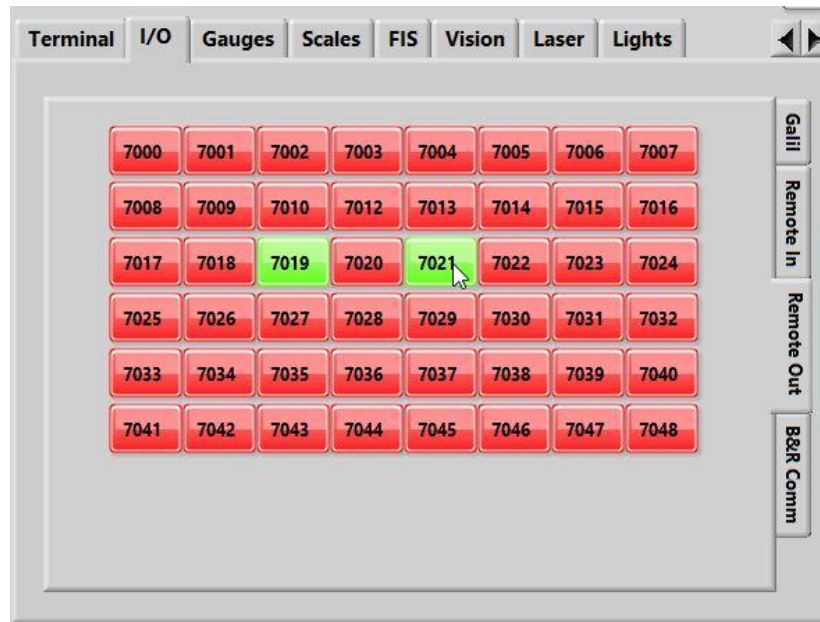 Terminal I/O Gauges Scales FIS Vision Laser Lights
7000 7001 7002 7003 7004 7005 7006 7007
7008 7009 7010 7012 7013 7014 7015 7016
7017 7018 7019 7020 7021 7022 7023 7024
7025 7026 7027 7028 7029 7030 7031 7032
7033 7034 7035 7036 7037 7038 7039 7040
7041 7042 7043 7044 7045 7046 7047 7048
Galil
Remote In
Remote Out
B&R Comm